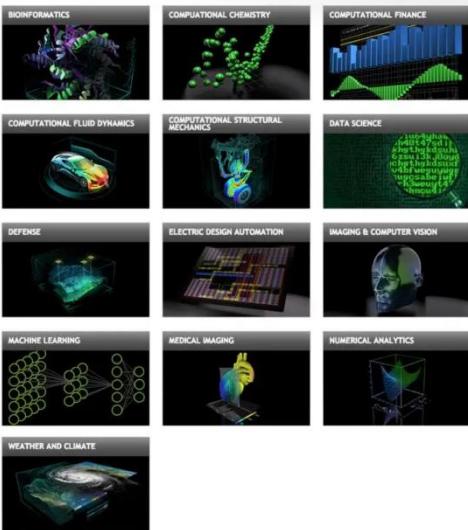 BIOINFORMATICS
COMPUATIONAL CHEMISTRY
COMPUTATIONAL FINANCE
COMPUTATIONAL FLUID DYNAMICS
COMPUTATIONAL STRUCTURAL
MECHANICS
DATA SCIENCE
DEFENSE
ELECTRIC DESIGN AUTOMATION
IMAGING & COMPUTER VISION
MACHINE LEARNING
MEDICAL IMAGING
NUMERICAL ANALYTICS
WEATHER AND CLIMATE